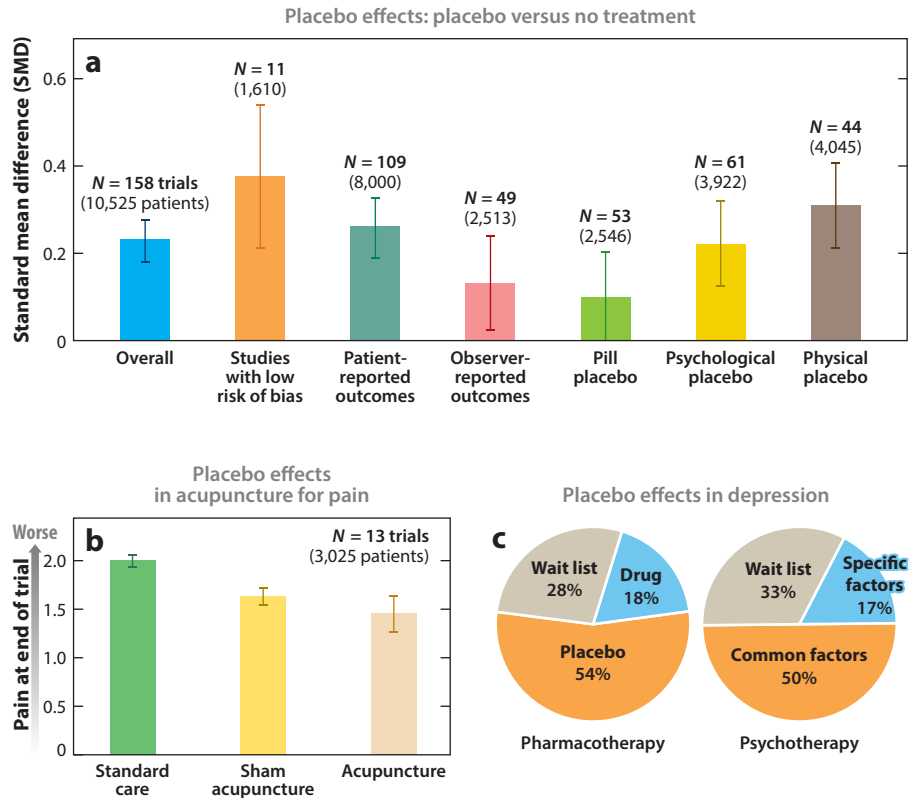 Placebo effects: placebo versus no treatment
a
Standard mean difference (SMD)
0.6
0.4
0.2
0
N = 158 trials
(10,525 patients)
N = 11
(1,610)
N = 109
(8,000)
N = 49
(2,513)
N = 53
(2,546)
N = 61
(3,922)
N = 44
(4,045)
Overall
Studies
with low
risk of bias
Patient-
reported
outcomes
Observer-
reported
outcomes
Pill
placebo
Psychological
placebo
Physical
placebo
Placebo effects
in acupuncture for pain
b
Worse
Pain at end of trial
N = 13 trials
(3,025 patients)
2.0
1.5
1.0
0.5
0
Standard
care
Sham
acupuncture
Acupuncture
Placebo effects in depression
c
Wait list
28%
Drug
18%
Placebo
54%
Pharmacotherapy
Wait list
33%
Specific
factors
17%
Common factors
50%
Psychotherapy